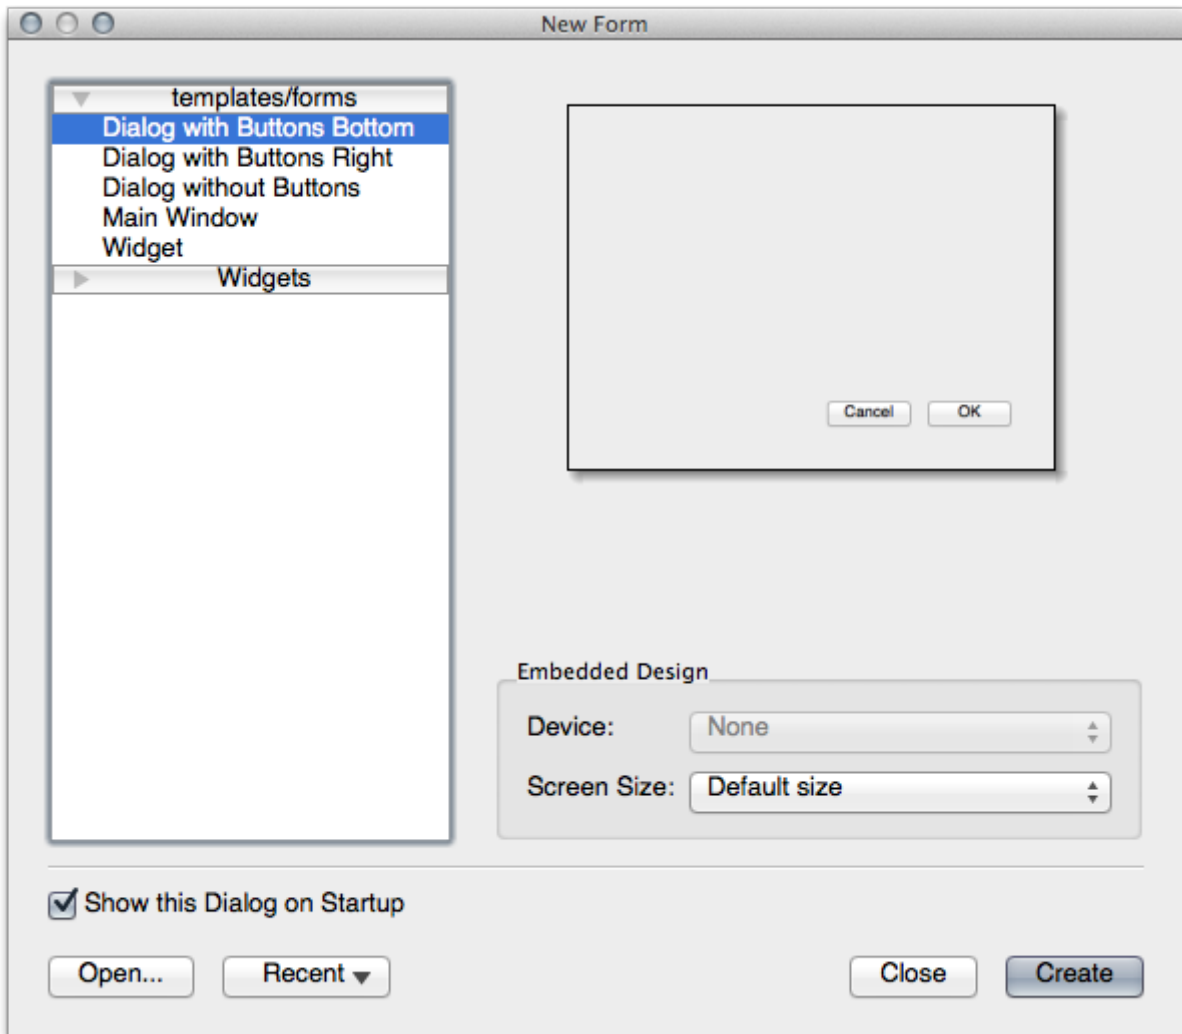 New Form
templates/forms
Dialog with Buttons Bottom
Dialog with Buttons Right
Dialog without Buttons
Main Window
Widget
Widgets
Cancel OK
Embedded Design
Device: None
Screen Size: Default size
Show this Dialog on Startup
Open... Recent Close Create